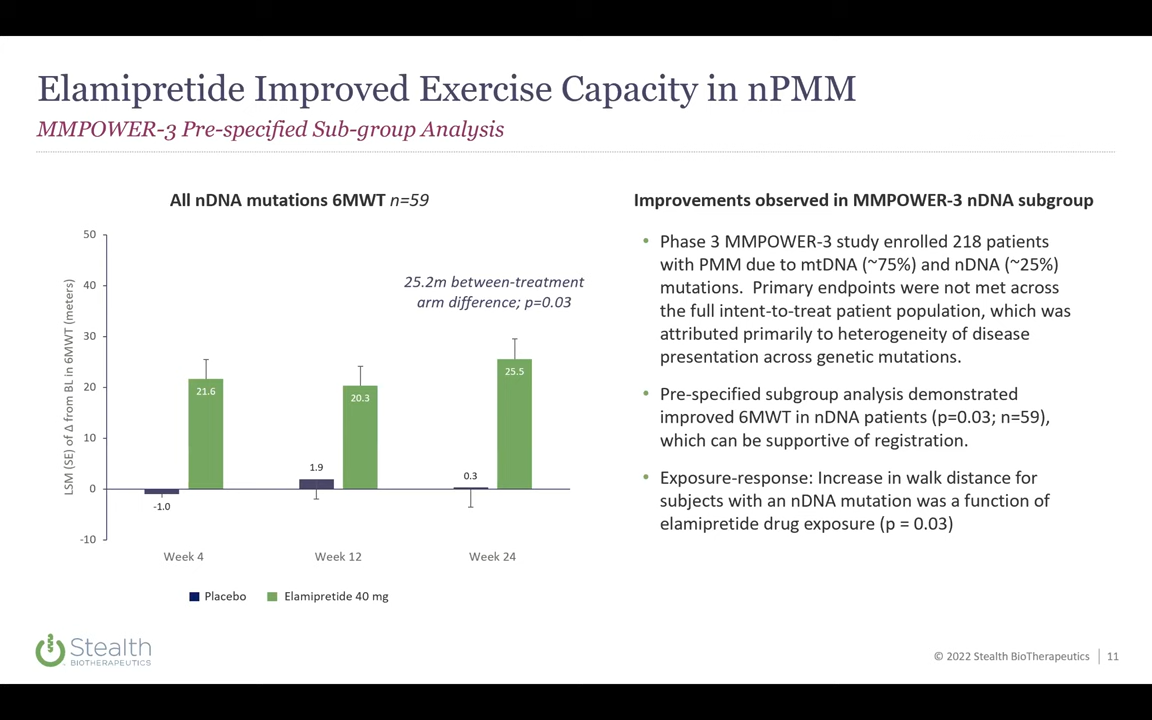 Elamipretide Improved Exercise Capacity in nPMM
MMPOWER-3 Pre-specified Sub-group Analysis
All nDNA mutations 6MWT n=59
LSM (SE) of Δ from BL in 6MWT (meters)
50
40
30
20
10
0
-10
25.2m between-treatment
arm difference; p=0.03
-1.0
21.6
1.9
20.3
0.3
25.5
Week 4
Week 12
Week 24
Placebo
Elamipretide 40 mg
Improvements observed in MMPOWER-3 nDNA subgroup
• Phase 3 MMPOWER-3 study enrolled 218 patients
with PMM due to mtDNA (~75%) and nDNA (~25%)
mutations. Primary endpoints were not met across
the full intent-to-treat patient population, which was
attributed primarily to heterogeneity of disease
presentation across genetic mutations.
• Pre-specified subgroup analysis demonstrated
improved 6MWT in nDNA patients (p=0.03; n=59),
which can be supportive of registration.
• Exposure-response: Increase in walk distance for
subjects with an nDNA mutation was a function of
elamipretide drug exposure (p = 0.03)
Stealth
BIOTHERAPEUTICS
© 2022 Stealth BioTherapeutics
11